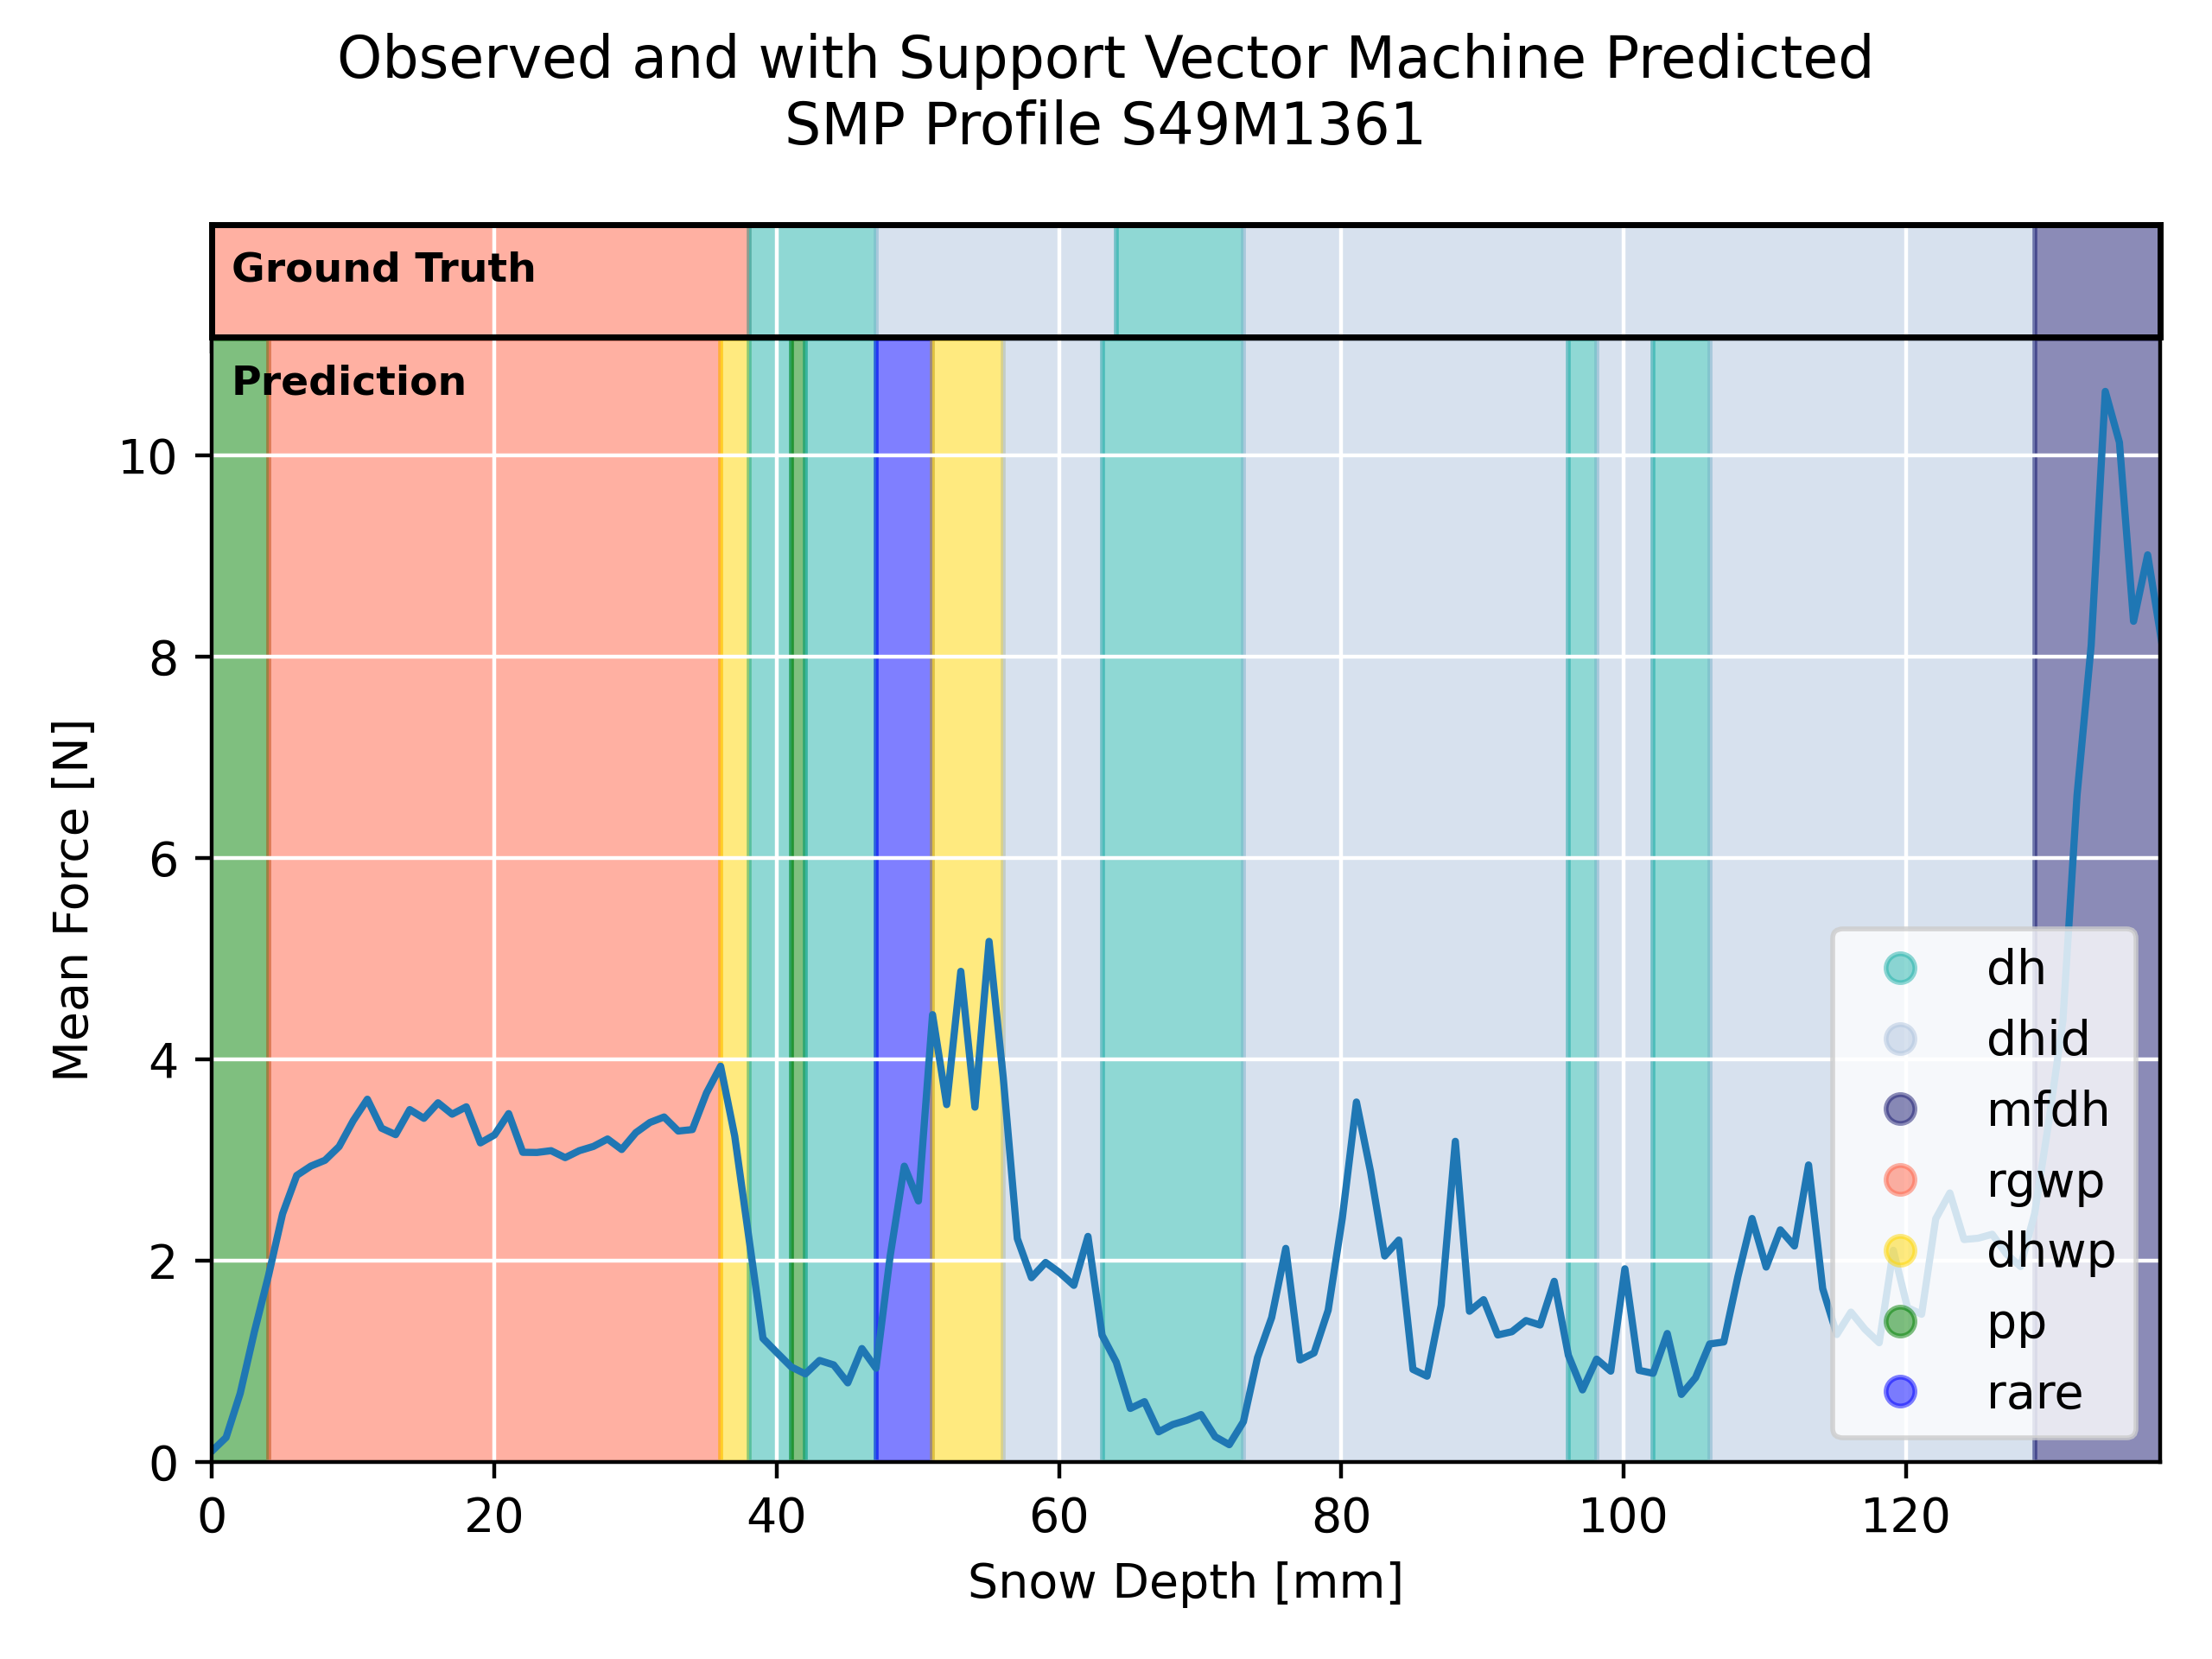 Observed and with Support Vector Machine Predicted
SMP Profile S49M1361
Ground Truth
Prediction
10
8
6
4
2
0
Mean Force [N]
0 20 40 60 80 100 120
Snow Depth [mm]
dh
dhid
mfdh
rgwp
dhwp
pp
rare